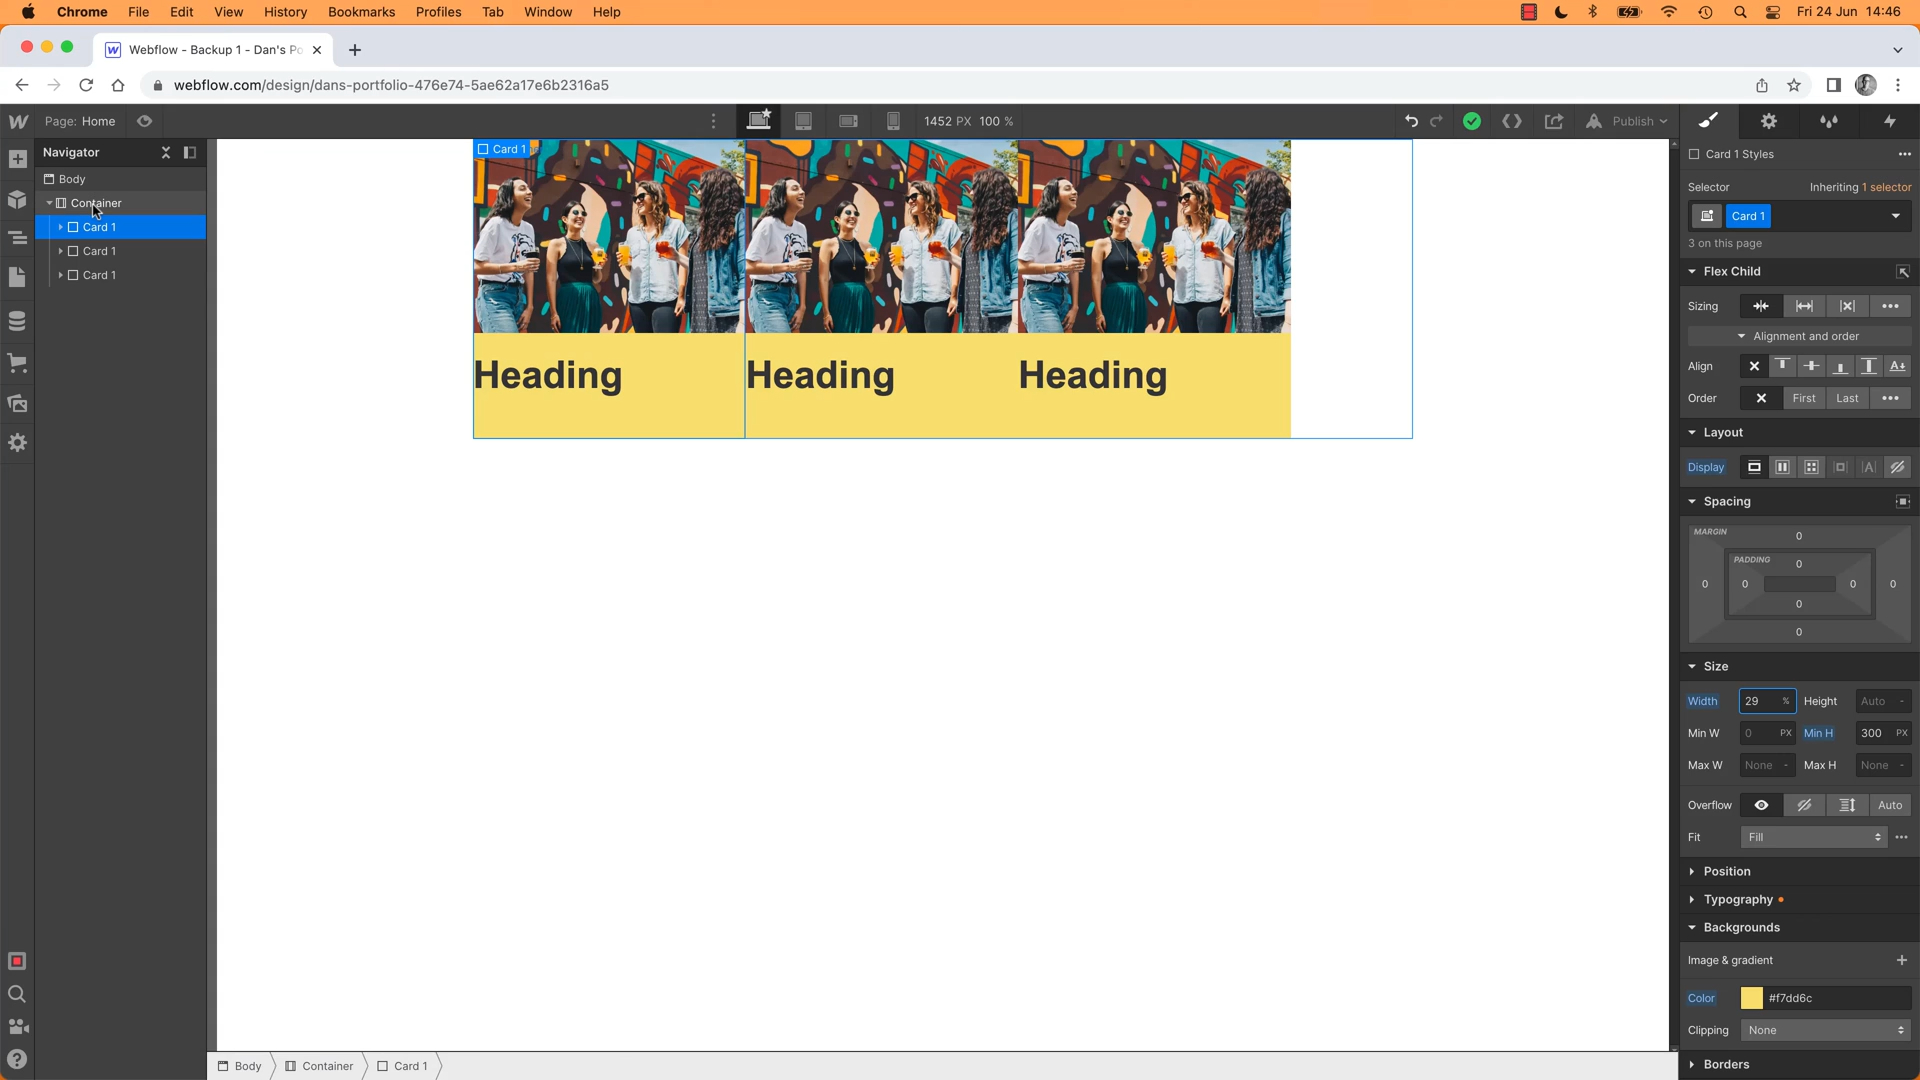 Chrome File Edit View History Bookmarks Profiles Tab Window Help
Fri 24 Jun 14:46
Webflow - Backup 1 - Dan's Po
webflow.com/design/dans-portfolio-476e74-5ae62a17e6b2316a5
Page: Home
1452 PX 100 %
Publish
Navigator
Body
Container
Card 1
Card 1
Card 1
Card 1
Heading
Heading
Heading
Card 1 Styles
Selector Inheriting 1 selector
Card 1
3 on this page
Flex Child
Sizing
Alignment and order
Align
Order First Last
Layout
Display
Spacing
MARGIN
0
PADDING
0
0 0 0 0
0
0
Size
Width 29 % Height Auto -
Min W 0 PX Min H 300 PX
Max W None - Max H None -
Overflow Auto
Fit Fill
Position
Typography
Backgrounds
Image & gradient
Color #f7dd6c
Clipping None
Borders
Body Container Card 1